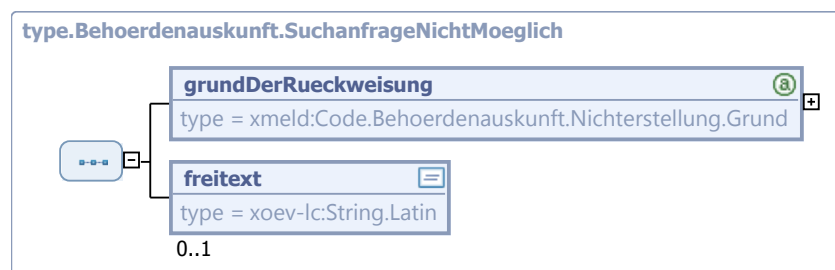 type.Behoerdenauskunft.SuchanfrageNichtMoeglich
grundDerRueckweisung
type = xmeld:Code.Behoerdenauskunft.Nichterstellung.Grund
freitext
type = xoev-lc:String.Latin
0..1